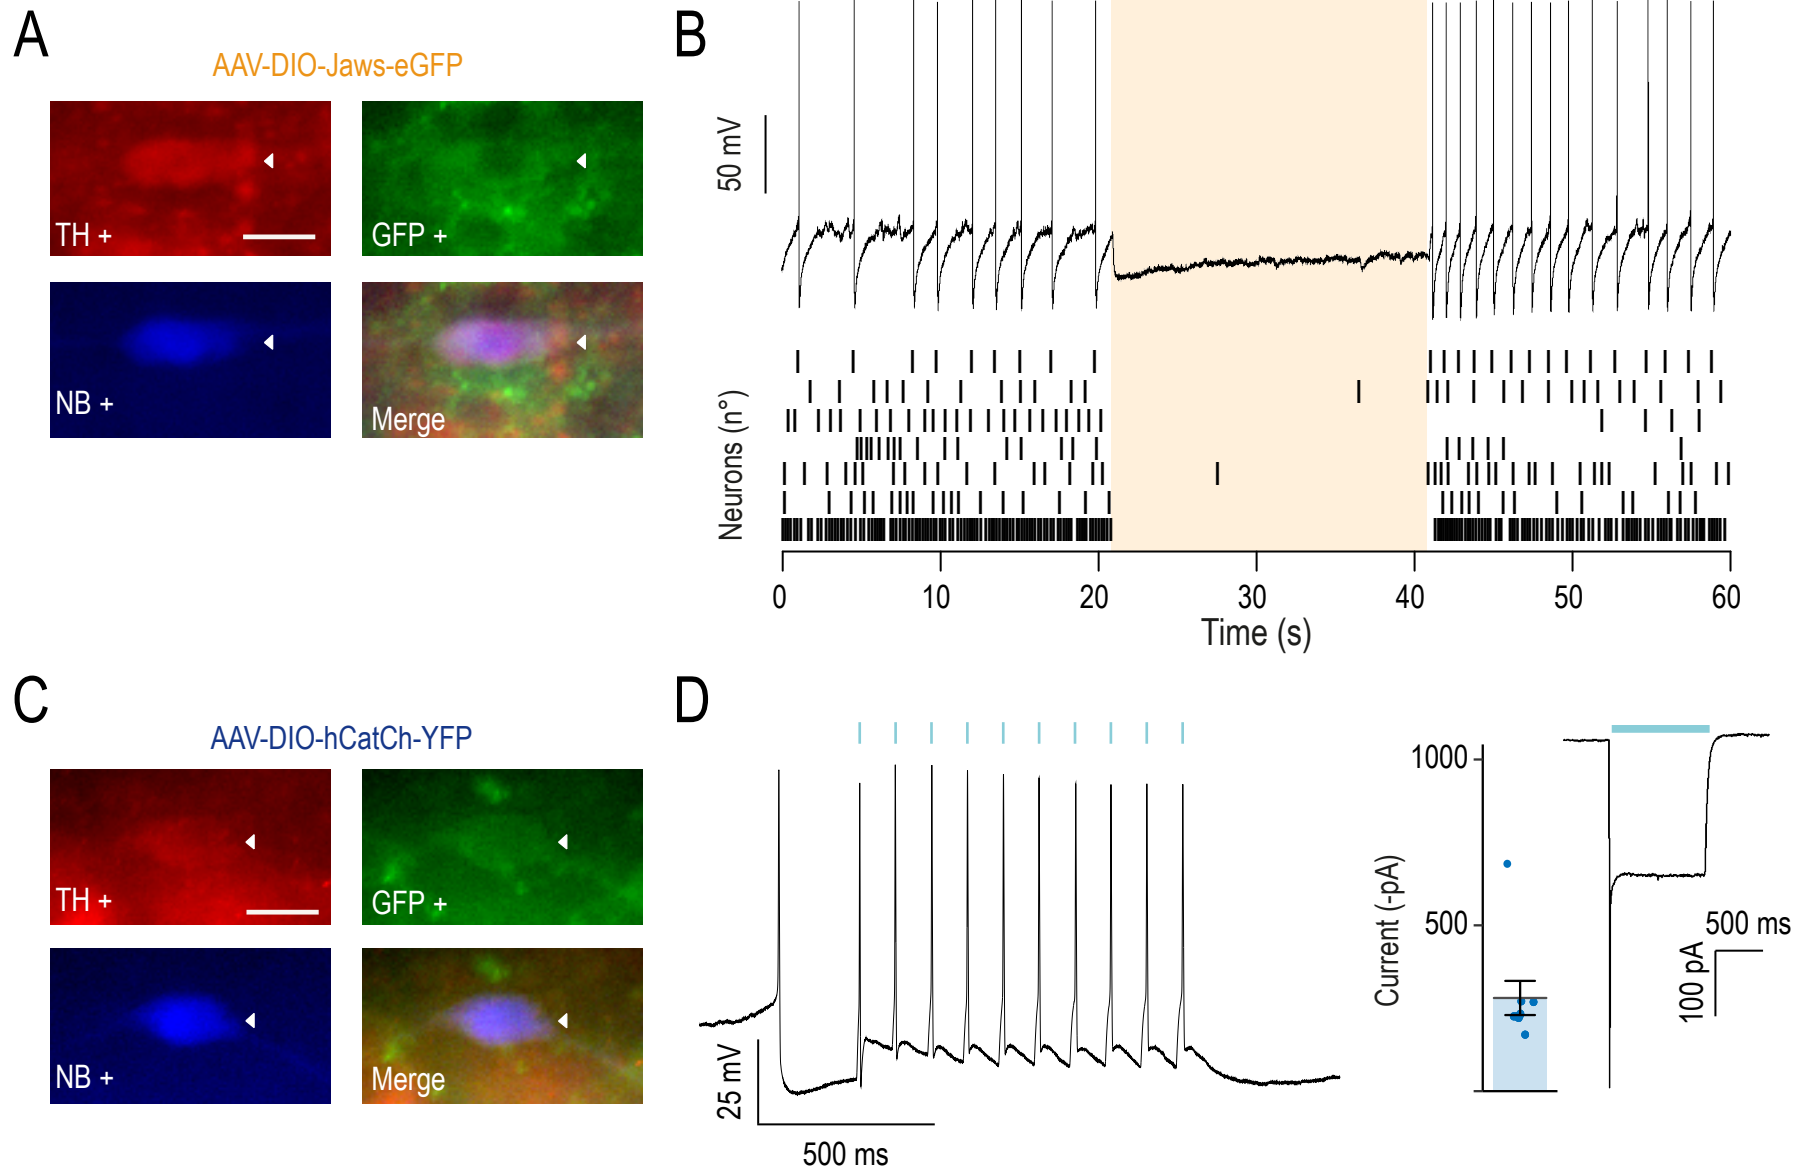 A
AAV-DIO-Jaws-eGFP
TH +
GFP +
NB +
Merge
B
50 mV
Neurons (n°)
0 10 20 30 40 50 60
Time (s)
C
AAV-DIO-hCatCh-YFP
TH +
GFP +
NB +
Merge
D
25 mV
500 ms
Current (-pA)
1000
500
500 ms
100 pA